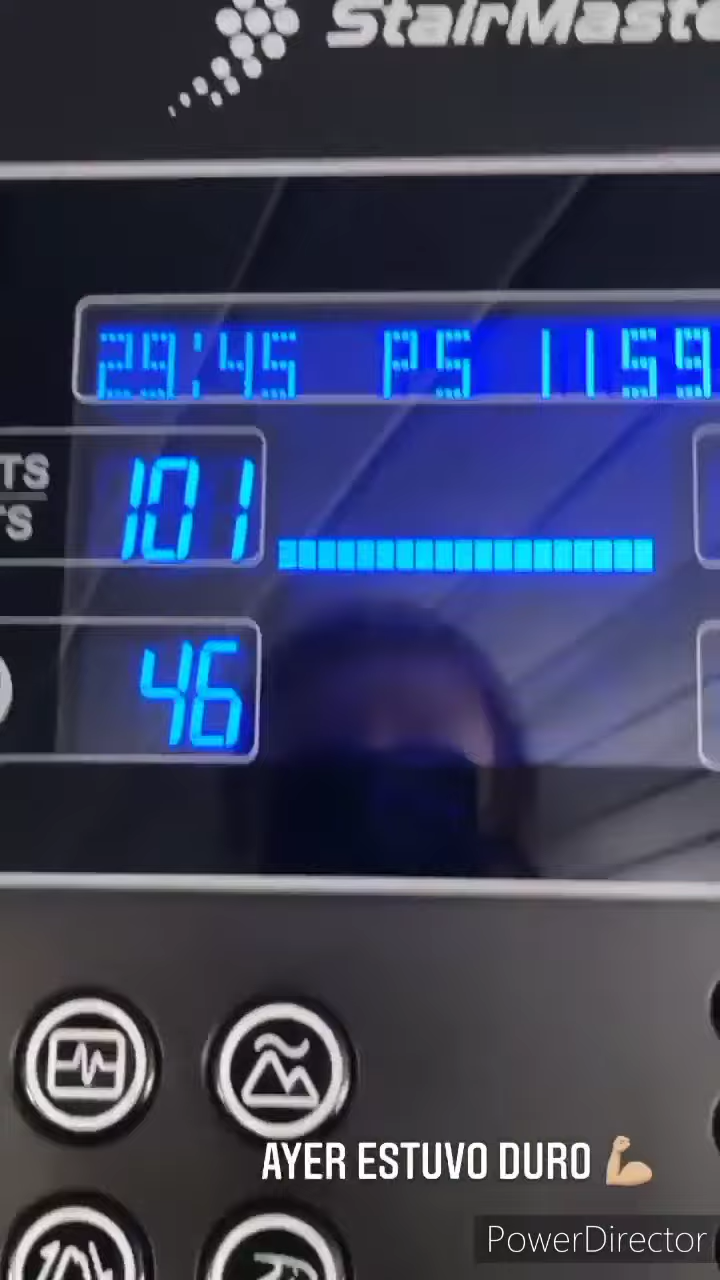 StairMaste
29:45 P5 1159
TS
101
TS
46
AYER ESTUVO DURO 💪🏼
PowerDirector